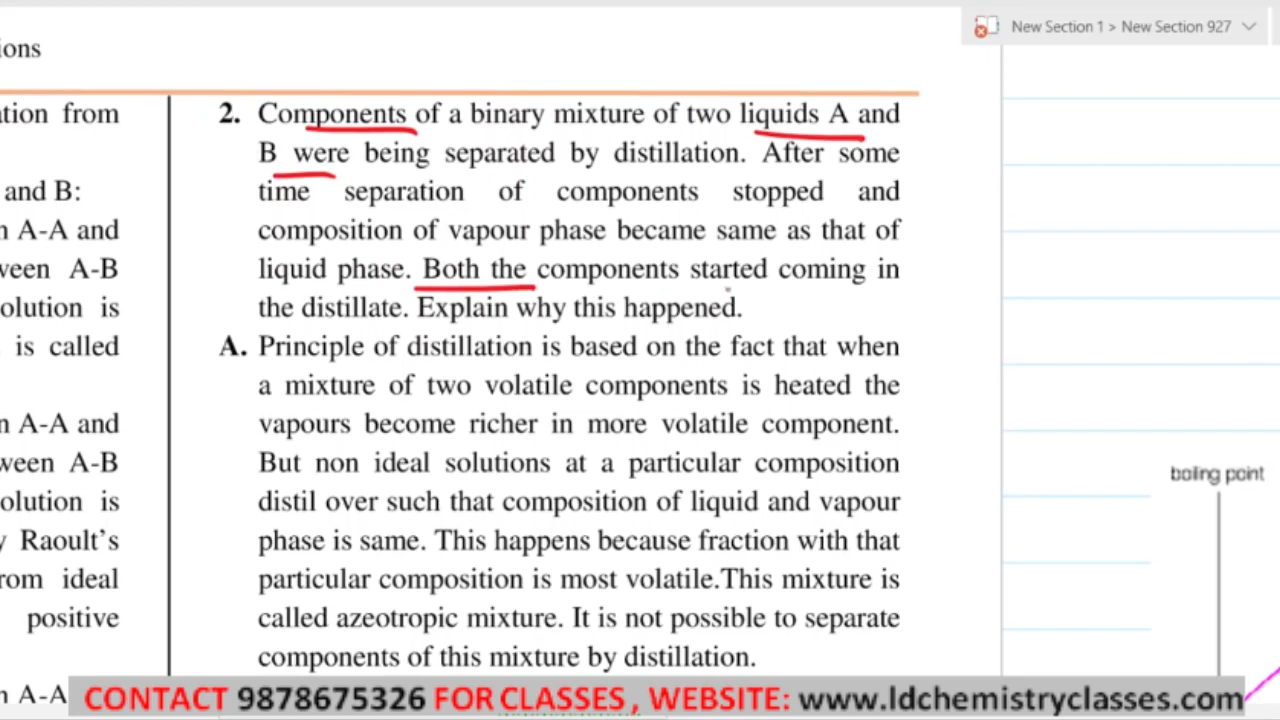 New Section 1 > New Section 927
ions
ation from
and B:
n A-A and
ween A-B
olution is
is called
n A-A and
ween A-B
olution is
y Raoult's
rom ideal
positive
n A-A
2. Components of a binary mixture of two liquids A and
B were being separated by distillation. After some
time separation of components stopped and
composition of vapour phase became same as that of
liquid phase. Both the components started coming in
the distillate. Explain why this happened.
A. Principle of distillation is based on the fact that when
a mixture of two volatile components is heated the
vapours become richer in more volatile component.
But non ideal solutions at a particular composition
distil over such that composition of liquid and vapour
phase is same. This happens because fraction with that
particular composition is most volatile.This mixture is
called azeotropic mixture. It is not possible to separate
components of this mixture by distillation.
boiling point
CONTACT 9878675326 FOR CLASSES , WEBSITE: www.ldchemistryclasses.com